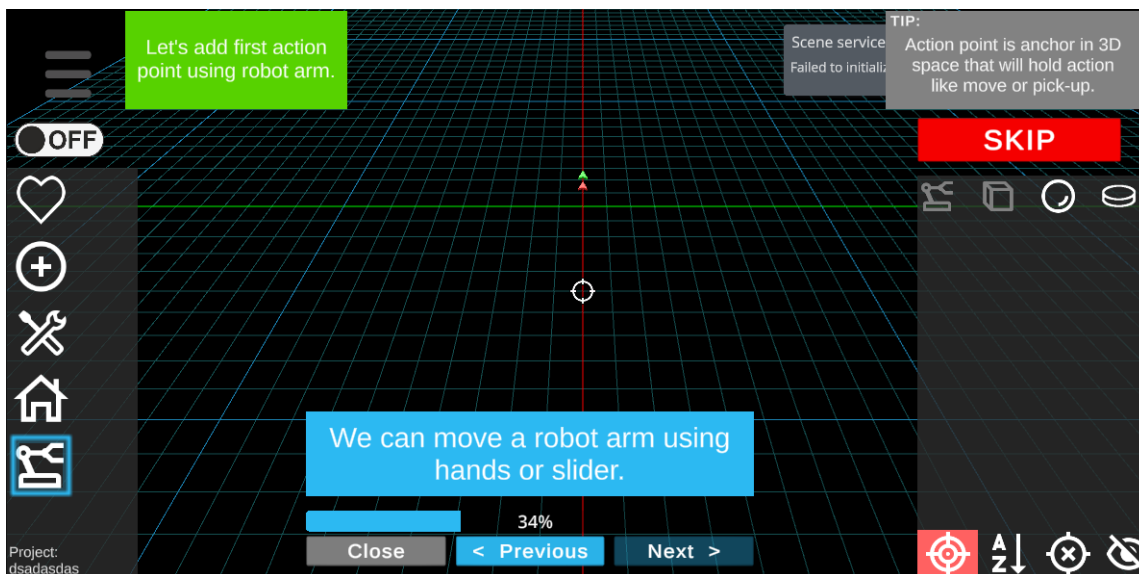 Let's add first action
point using robot arm.
Scene service
Failed to initializ
TIP:
Action point is anchor in 3D
space that will hold action
like move or pick-up.
OFF
SKIP
We can move a robot arm using
hands or slider.
34%
Close
< Previous
Next >
Project:
dsadasdas
A
Z